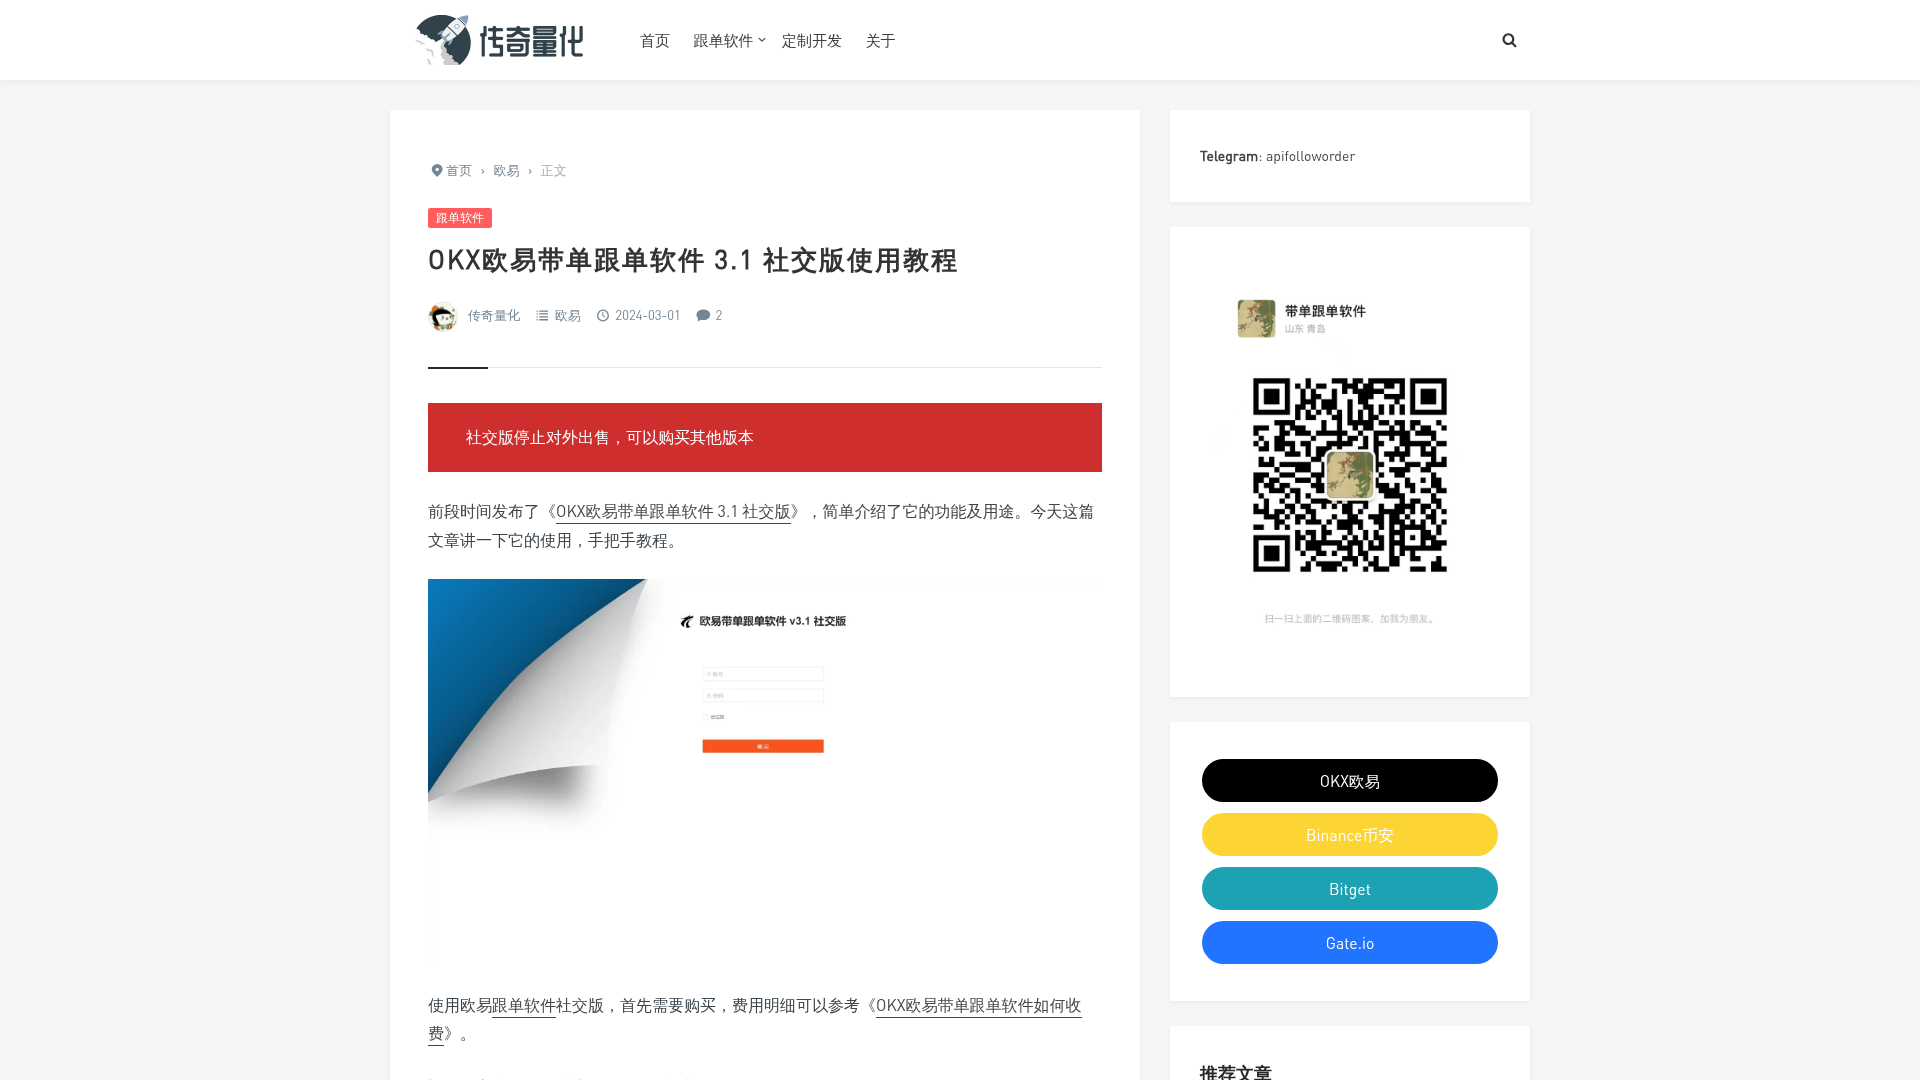 传奇量化
首页
跟单软件
定制开发
关于
首页 › 欧易 › 正文
跟单软件
OKX欧易带单跟单软件 3.1 社交版使用教程
传奇量化 欧易 2024-03-01 2
社交版停止对外出售，可以购买其他版本
前段时间发布了《OKX欧易带单跟单软件 3.1 社交版》，简单介绍了它的功能及用途。今天这篇
文章讲一下它的使用，手把手教程。
欧易带单跟单软件 v3.1 社交版
使用欧易跟单软件社交版，首先需要购买，费用明细可以参考《OKX欧易带单跟单软件如何收
费》。
Telegram: apifolloworder
带单跟单软件
山东 青岛
扫一扫上面的二维码图案，加我为朋友。
OKX欧易
Binance币安
Bitget
Gate.io
推荐文章